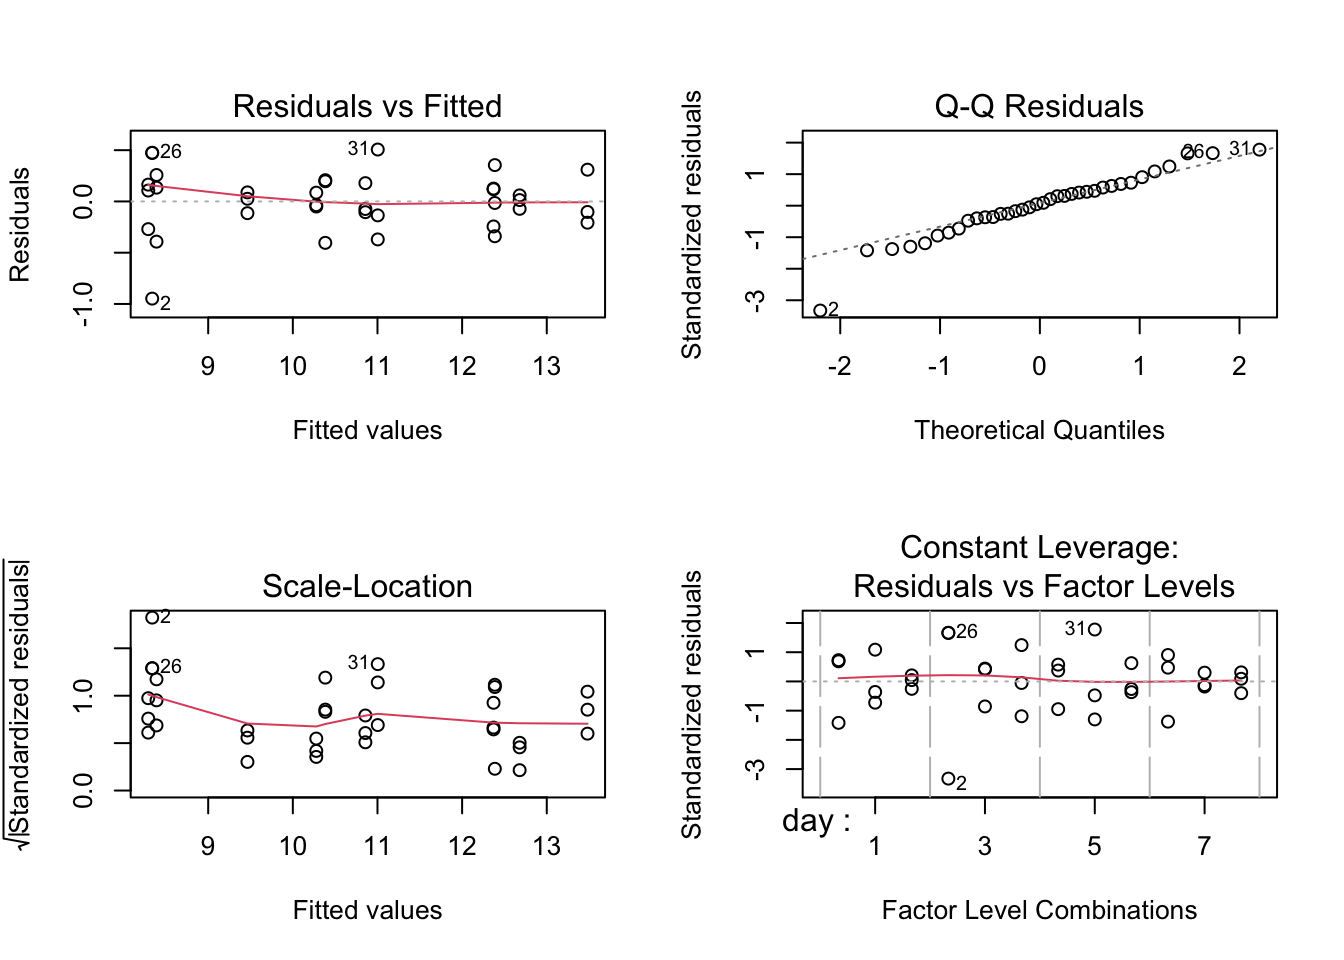 Residuals vs Fitted
Residuals
0.0
-1.0
26
31
2
9 10 11 12 13
Fitted values
Q-Q Residuals
Standardized residuals
1
-1
-3
26
31
2
-2 -1 0 1 2
Theoretical Quantiles
Scale-Location
√|Standardized residuals|
1.0
0.0
2
26
31
9 10 11 12 13
Fitted values
Constant Leverage:
Residuals vs Factor Levels
Standardized residuals
1
-1
-3
26
31
2
day :
1 3 5 7
Factor Level Combinations